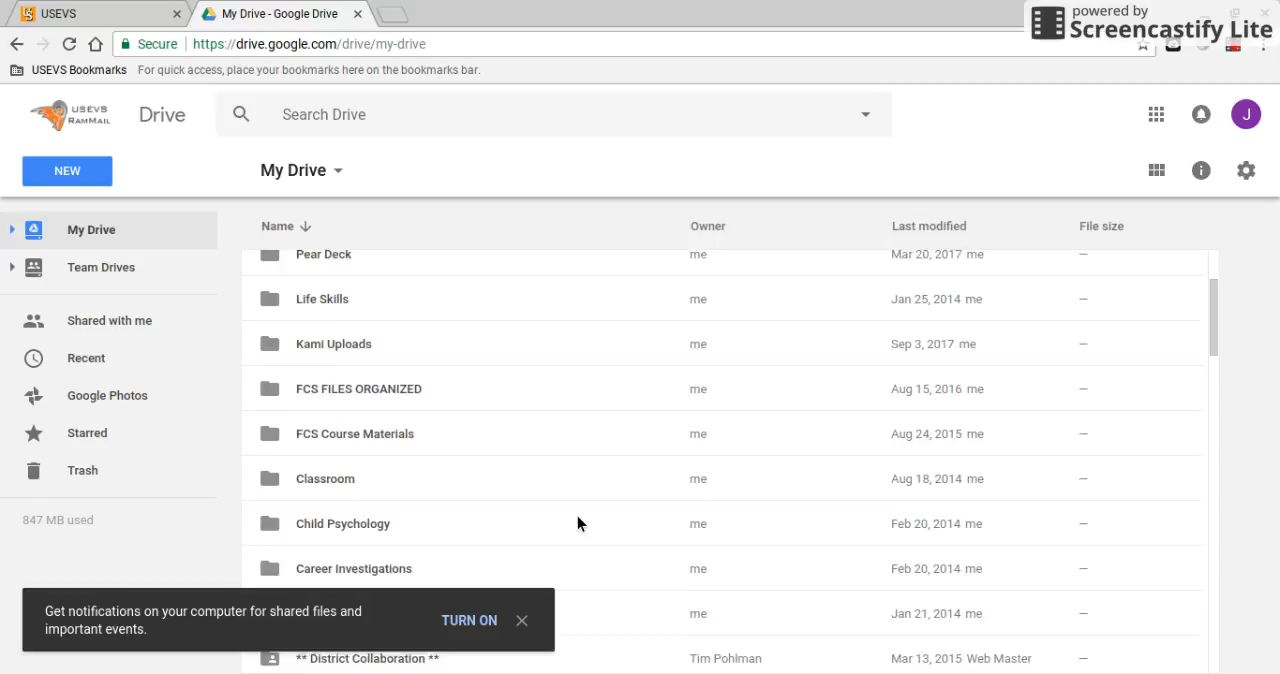 USEVS
My Drive - Google Drive
powered by
Screencastify Lite
Secure
https://drive.google.com/drive/my-drive
USEVS Bookmarks For quick access, place your bookmarks here on the bookmarks bar.
USEVS
RAMMAIL
Drive
Search Drive
J
NEW
My Drive
My Drive
Team Drives
Shared with me
Recent
Google Photos
Starred
Trash
847 MB used
Name Owner Last modified File size
Pear Deck me Mar 20, 2017 me –
Life Skills me Jan 25, 2014 me –
Kami Uploads me Sep 3, 2017 me –
FCS FILES ORGANIZED me Aug 15, 2016 me –
FCS Course Materials me Aug 24, 2015 me –
Classroom me Aug 18, 2014 me –
Child Psychology me Feb 20, 2014 me –
Career Investigations me Feb 20, 2014 me –
me Jan 21, 2014 me –
** District Collaboration ** Tim Pohlman Mar 13, 2015 Web Master –
Get notifications on your computer for shared files and
important events.
TURN ON